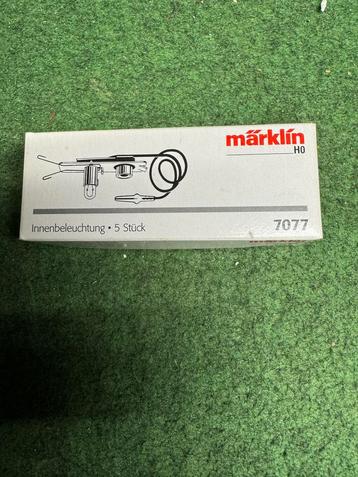 märklin
H0
Innenbeleuchtung • 5 Stück
7077